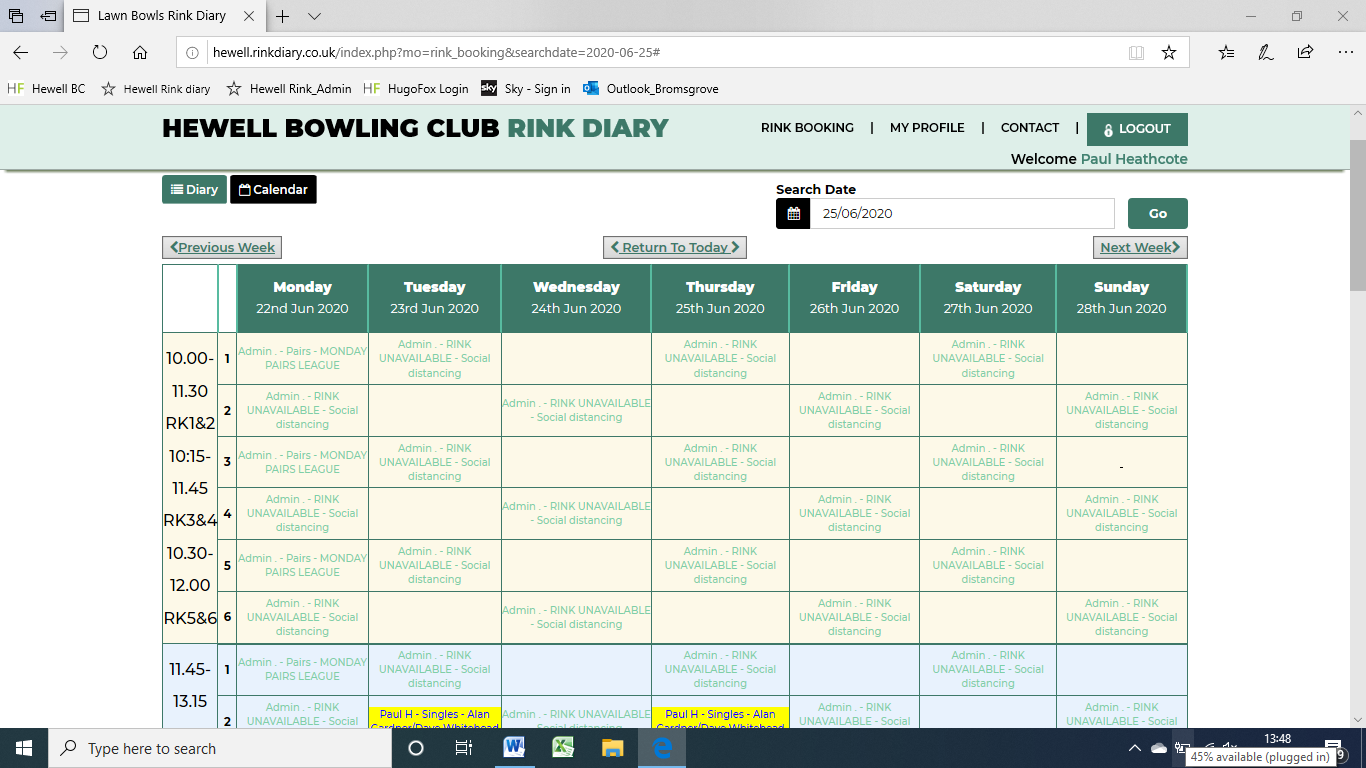 Lawn Bowls Rink Diary
hewell.rinkdiary.co.uk/index.php?mo=rink_booking&searchdate=2020-06-25#
HF Hewell BC Hewell Rink diary Hewell Rink_Admin HF HugoFox Login sky Sky - Sign in Outlook_Bromsgrove
HEWELL BOWLING CLUB RINK DIARY
RINK BOOKING | MY PROFILE | CONTACT | LOGOUT
Welcome Paul Heathcote
Diary Calendar
Search Date
25/06/2020 Go
Previous Week Return To Today Next Week
Monday Tuesday Wednesday Thursday Friday Saturday Sunday
22nd Jun 2020 23rd Jun 2020 24th Jun 2020 25th Jun 2020 26th Jun 2020 27th Jun 2020 28th Jun 2020
10.00-
11.30
RK1&2
10:15-
11.45
RK3&4
10.30-
12.00
RK5&6
1
Admin . - Pairs - MONDAY
PAIRS LEAGUE
Admin . - RINK
UNAVAILABLE - Social
distancing
Admin . - RINK
UNAVAILABLE - Social
distancing
Admin . - RINK
UNAVAILABLE - Social
distancing
2
Admin . - RINK
UNAVAILABLE - Social
distancing
Admin . - RINK UNAVAILABLE
- Social distancing
Admin . - RINK
UNAVAILABLE - Social
distancing
Admin . - RINK
UNAVAILABLE - Social
distancing
3
Admin . - Pairs - MONDAY
PAIRS LEAGUE
Admin . - RINK
UNAVAILABLE - Social
distancing
Admin . - RINK
UNAVAILABLE - Social
distancing
Admin . - RINK
UNAVAILABLE - Social
distancing
-
4
Admin . - RINK
UNAVAILABLE - Social
distancing
Admin . - RINK UNAVAILABLE
- Social distancing
Admin . - RINK
UNAVAILABLE - Social
distancing
Admin . - RINK
UNAVAILABLE - Social
distancing
5
Admin . - Pairs - MONDAY
PAIRS LEAGUE
Admin . - RINK
UNAVAILABLE - Social
distancing
Admin . - RINK
UNAVAILABLE - Social
distancing
Admin . - RINK
UNAVAILABLE - Social
distancing
6
Admin . - RINK
UNAVAILABLE - Social
distancing
Admin . - RINK UNAVAILABLE
- Social distancing
Admin . - RINK
UNAVAILABLE - Social
distancing
Admin . - RINK
UNAVAILABLE - Social
distancing
11.45-
13.15
1
Admin . - Pairs - MONDAY
PAIRS LEAGUE
Admin . - RINK
UNAVAILABLE - Social
distancing
Admin . - RINK
UNAVAILABLE - Social
distancing
Admin . - RINK
UNAVAILABLE - Social
distancing
2
Admin . - RINK
UNAVAILABLE - Social
Paul H - Singles - Alan
Gardner/Dave Whitehead
Admin . - RINK UNAVAILABLE
- Social distancing
Paul H - Singles - Alan
Gardner/Dave Whitehead
Admin . - RINK
UNAVAILABLE - Social
Admin . - RINK
UNAVAILABLE - Social
Type here to search
13:48
45% available (plugged in)